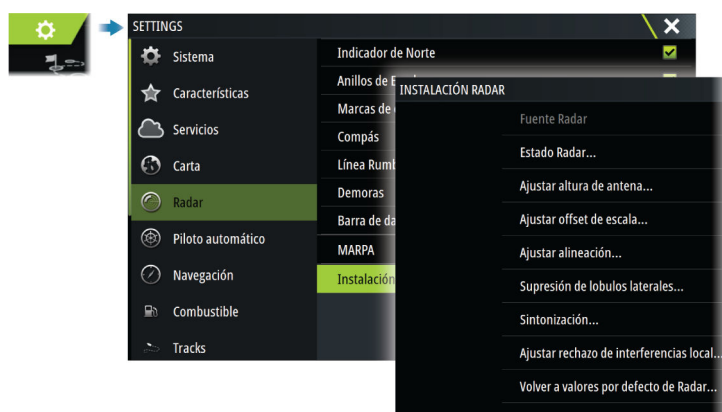 SETTINGS
Sistema
Características
Servicios
Carta
Radar
Piloto automático
Navegación
Combustible
Tracks
Indicador de Norte
Anillos de
Marcas de
Compás
Línea
Demoras
Barra de
MARPA
Instalación
INSTALACIÓN RADAR
Fuente Radar
Estado Radar...
Ajustar altura de antena...
Ajustar offset de escala...
Ajustar alineación...
Supresión de lobulos laterales...
Sintonización...
Ajustar rechazo de interferencias local...
Volver a valores por defecto de Radar...